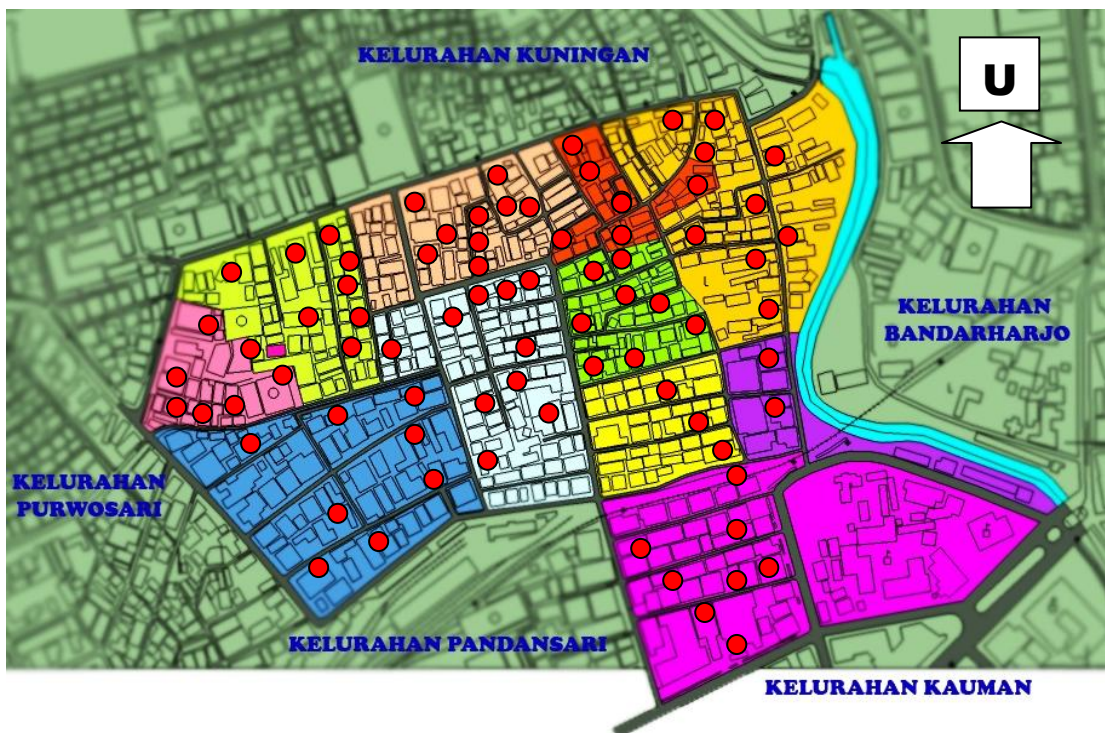 KELURAHAN KUNINGAN
U
KELURAHAN
BANDARHARJO
KELURAHAN
PURWOSARI
KELURAHAN PANDANSARI
KELURAHAN KAUMAN